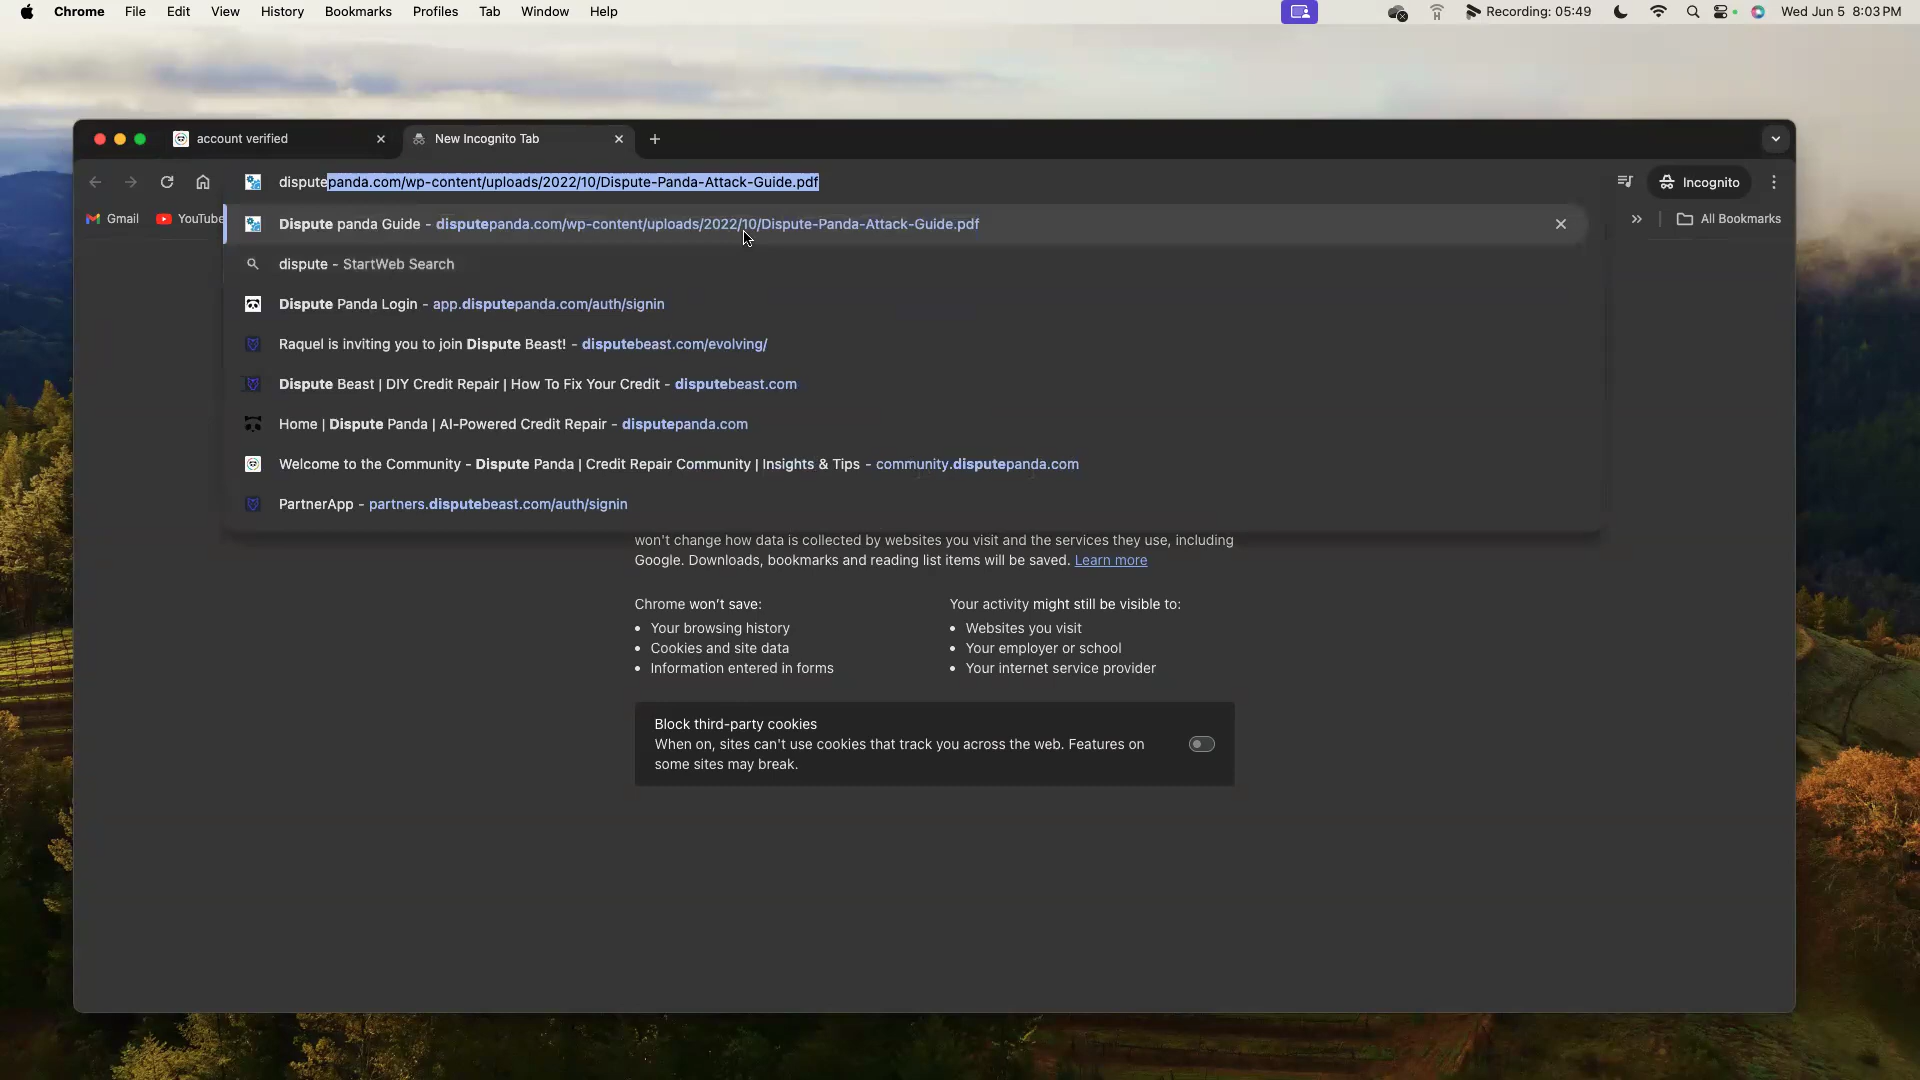 Chrome File Edit View History Bookmarks Profiles Tab Window Help Recording: 05:49 Wed Jun 5 8:03 PM
account verified New Incognito Tab
disputepanda.com/wp-content/uploads/2022/10/Dispute-Panda-Attack-Guide.pdf Incognito
Gmail YouTube All Bookmarks
Dispute panda Guide - disputepanda.com/wp-content/uploads/2022/10/Dispute-Panda-Attack-Guide.pdf
dispute - StartWeb Search
Dispute Panda Login - app.disputepanda.com/auth/signin
Raquel is inviting you to join Dispute Beast! - disputebeast.com/evolving/
Dispute Beast | DIY Credit Repair | How To Fix Your Credit - disputebeast.com
Home | Dispute Panda | AI-Powered Credit Repair - disputepanda.com
Welcome to the Community - Dispute Panda | Credit Repair Community | Insights & Tips - community.disputepanda.com
PartnerApp - partners.disputebeast.com/auth/signin
won't change how data is collected by websites you visit and the services they use, including
Google. Downloads, bookmarks and reading list items will be saved. Learn more
Chrome won't save:
• Your browsing history
• Cookies and site data
• Information entered in forms
Your activity might still be visible to:
• Websites you visit
• Your employer or school
• Your internet service provider
Block third-party cookies
When on, sites can't use cookies that track you across the web. Features on
some sites may break.